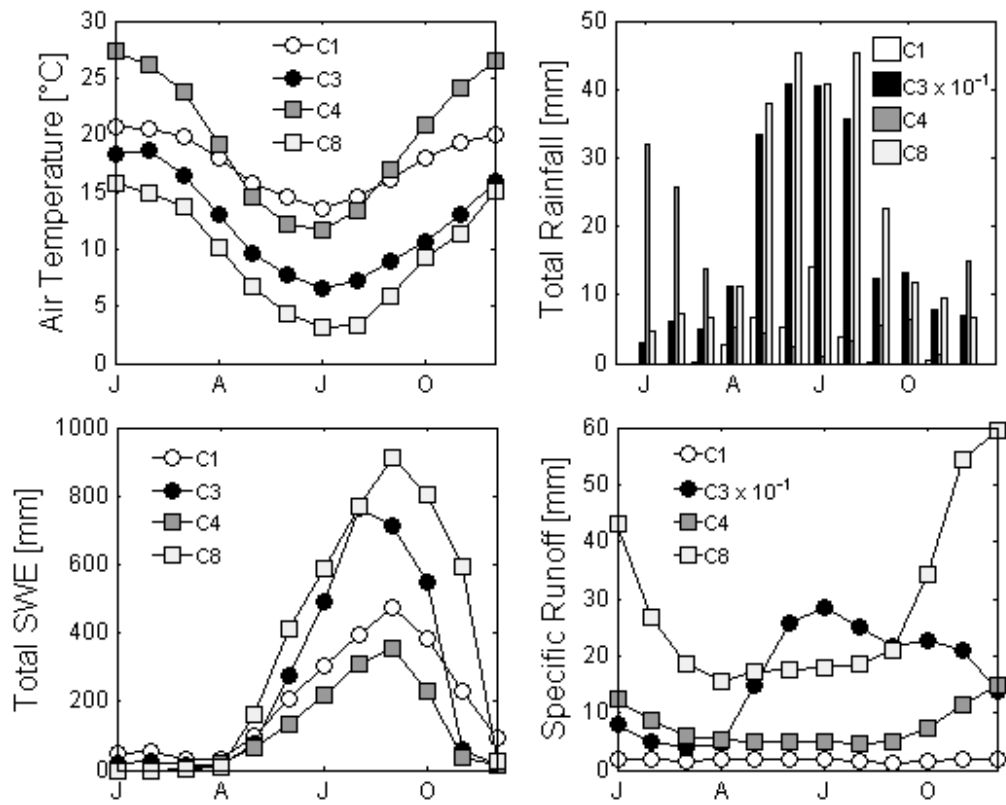 Air Temperature [°C]
30
25
20
15
10
5
0
J A J O
C1
C3
C4
C8
Total Rainfall [mm]
50
40
30
20
10
0
J A J O
C1
C3 x 10⁻¹
C4
C8
Total SWE [mm]
1000
800
600
400
200
0
J A J O
C1
C3
C4
C8
Specific Runoff [mm]
60
50
40
30
20
10
0
J A J O
C1
C3 x 10⁻¹
C4
C8